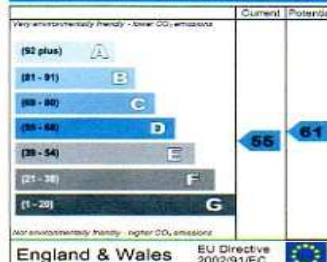 Current Potential
Very environmentally friendly - lower CO₂ emissions
(92 plus) A
(81 - 91) B
(69 - 80) C
(55 - 68) D
(39 - 54) E
(21 - 38) F
(1 - 20) G
55
61
Not environmentally friendly - higher CO₂ emissions
England & Wales
EU Directive
2002/91/EC